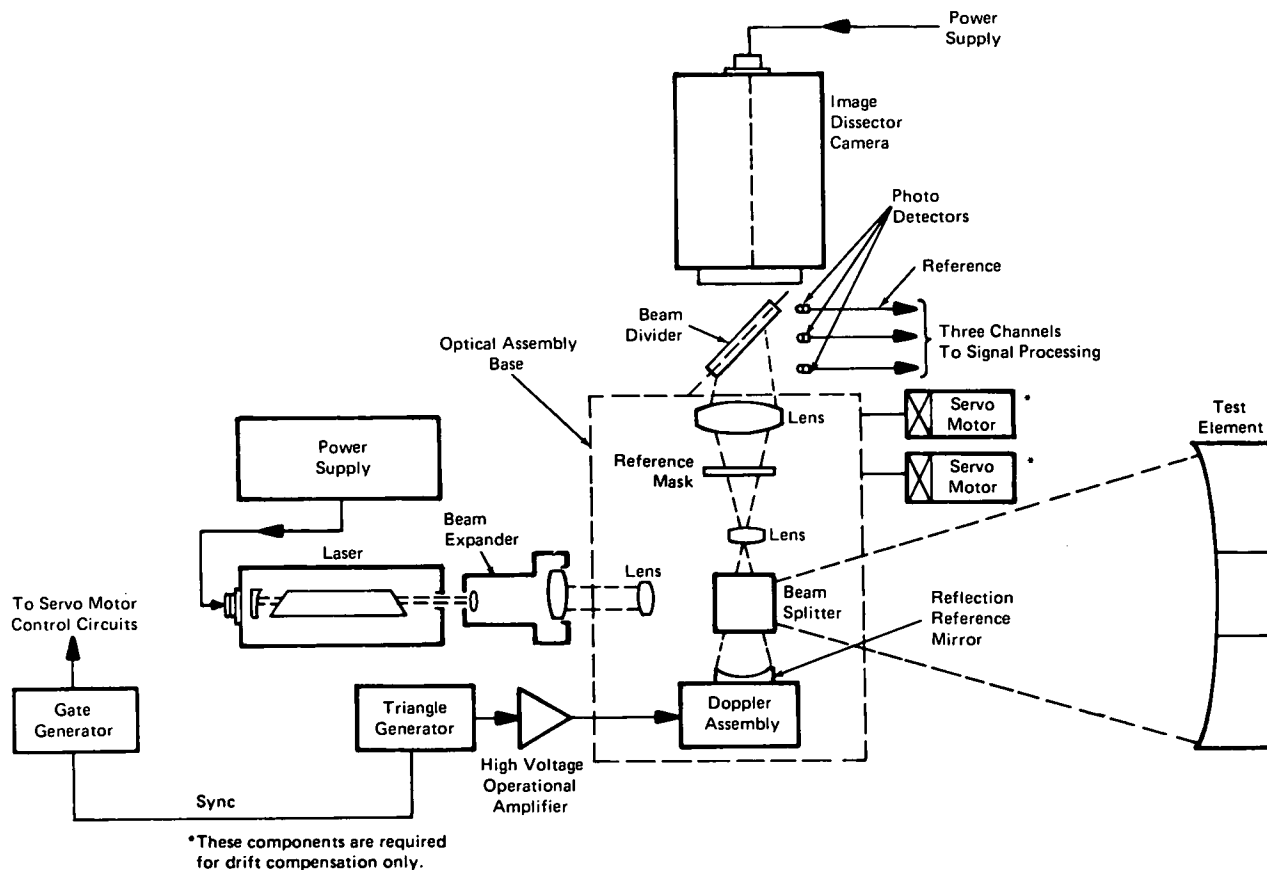 Power
Supply
Image
Dissector
Camera
Photo
Detectors
Reference
Beam
Divider
Three Channels
To Signal Processing
Optical Assembly
Base
Lens
Servo
Motor
*
Test
Element
Power
Supply
Reference
Mask
Servo
Motor
*
Beam
Expander
Lens
Laser
Lens
Beam
Splitter
Reflection
Reference
Mirror
To Servo Motor
Control Circuits
Gate
Generator
Triangle
Generator
Doppler
Assembly
High Voltage
Operational
Amplifier
Sync
*These components are required
for drift compensation only.